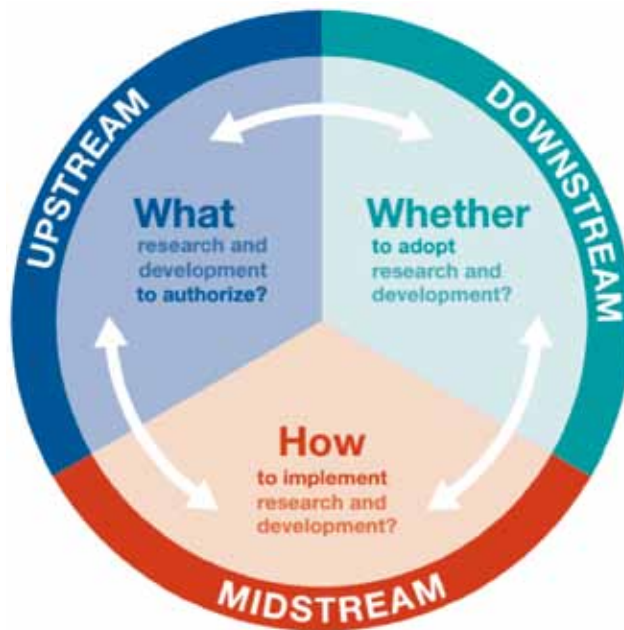 UPSTREAM
DOWNSTREAM
What
research and
development
to authorize?
Whether
to adopt
research and
development?
How
to implement
research and
development?
MIDSTREAM